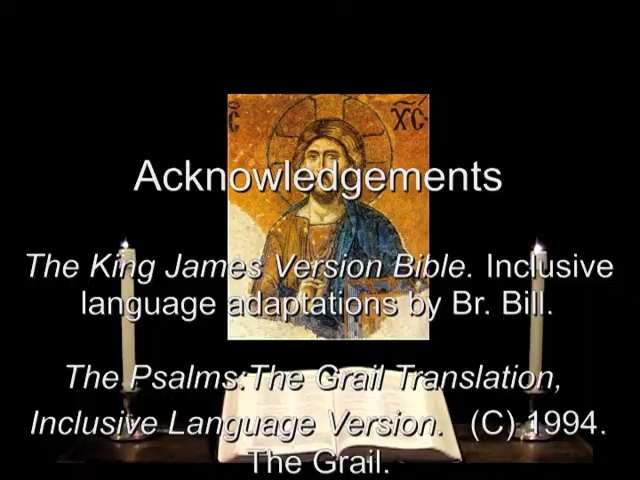 C
X̅C
Acknowledgements
The King James Version Bible. Inclusive
language adaptations by Br. Bill.
The Psalms:The Grail Translation,
Inclusive Language Version. (C) 1994.
The Grail.